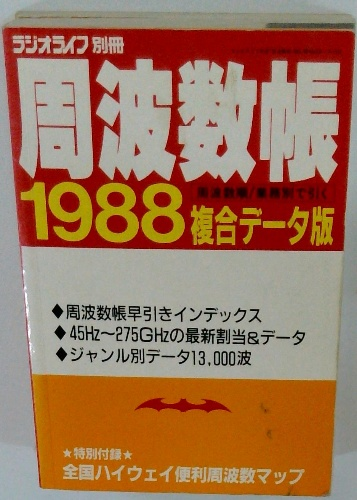 ラジオライフ 別冊
周波数帳
周波数帳/業務別で引く
1988 複合データ版
◆周波数帳早引きインデックス
◆45Hz〜275GHzの最新割当&データ
◆ジャンル別データ13,000波
★特別付録★
全国ハイウェイ便利周波数マップ